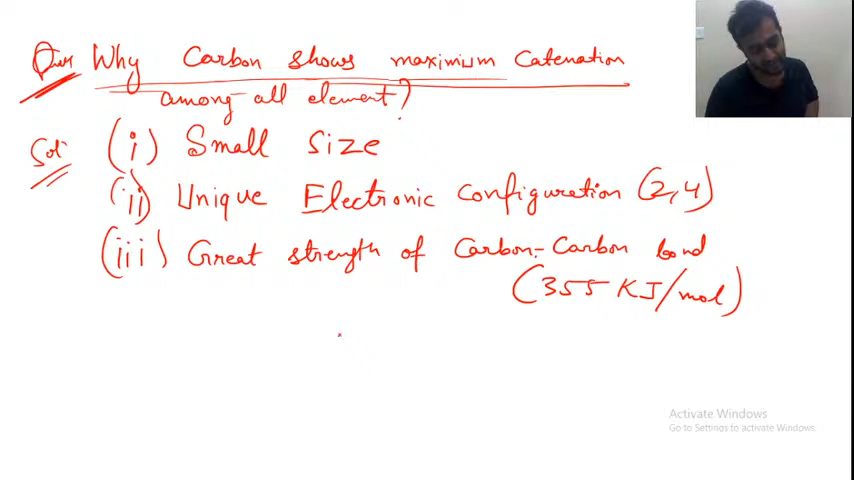 Ques Why Carbon shows maximum Catenation
among all element?
Sol. (i) Small size
(ii) Unique Electronic configuration (2,4)
(iii) Great strength of Carbon-Carbon bond
(355 KJ/mol)
Activate Windows
Go to Settings to activate Windows.